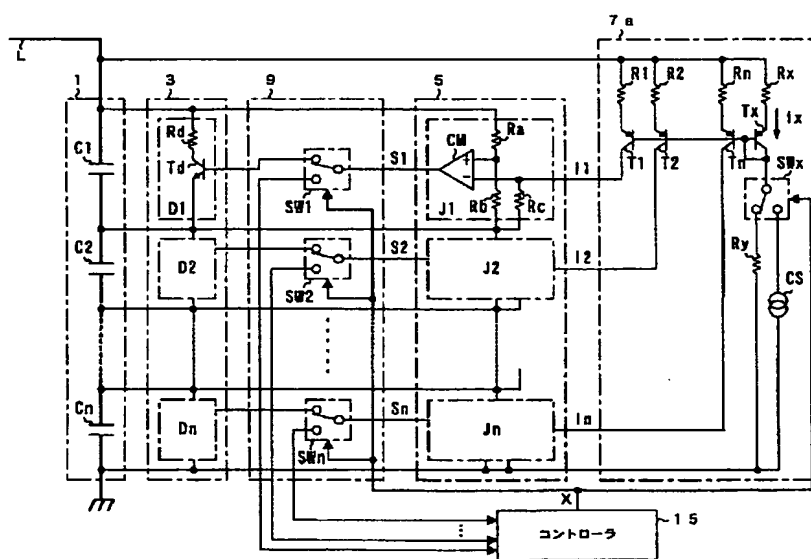 7a
L
1
3
9
5
R1
R2
Rn
Rx
Tx
ix
C1
Rd
Td
D1
SW1
S1
CM
Ra
Rb
Rc
J1
I1
T1
T2
Tn
SWx
C2
D2
SW2
S2
J2
I2
Ry
CS
Cn
Dn
SWn
Sn
Jn
In
X
コントローラ
15